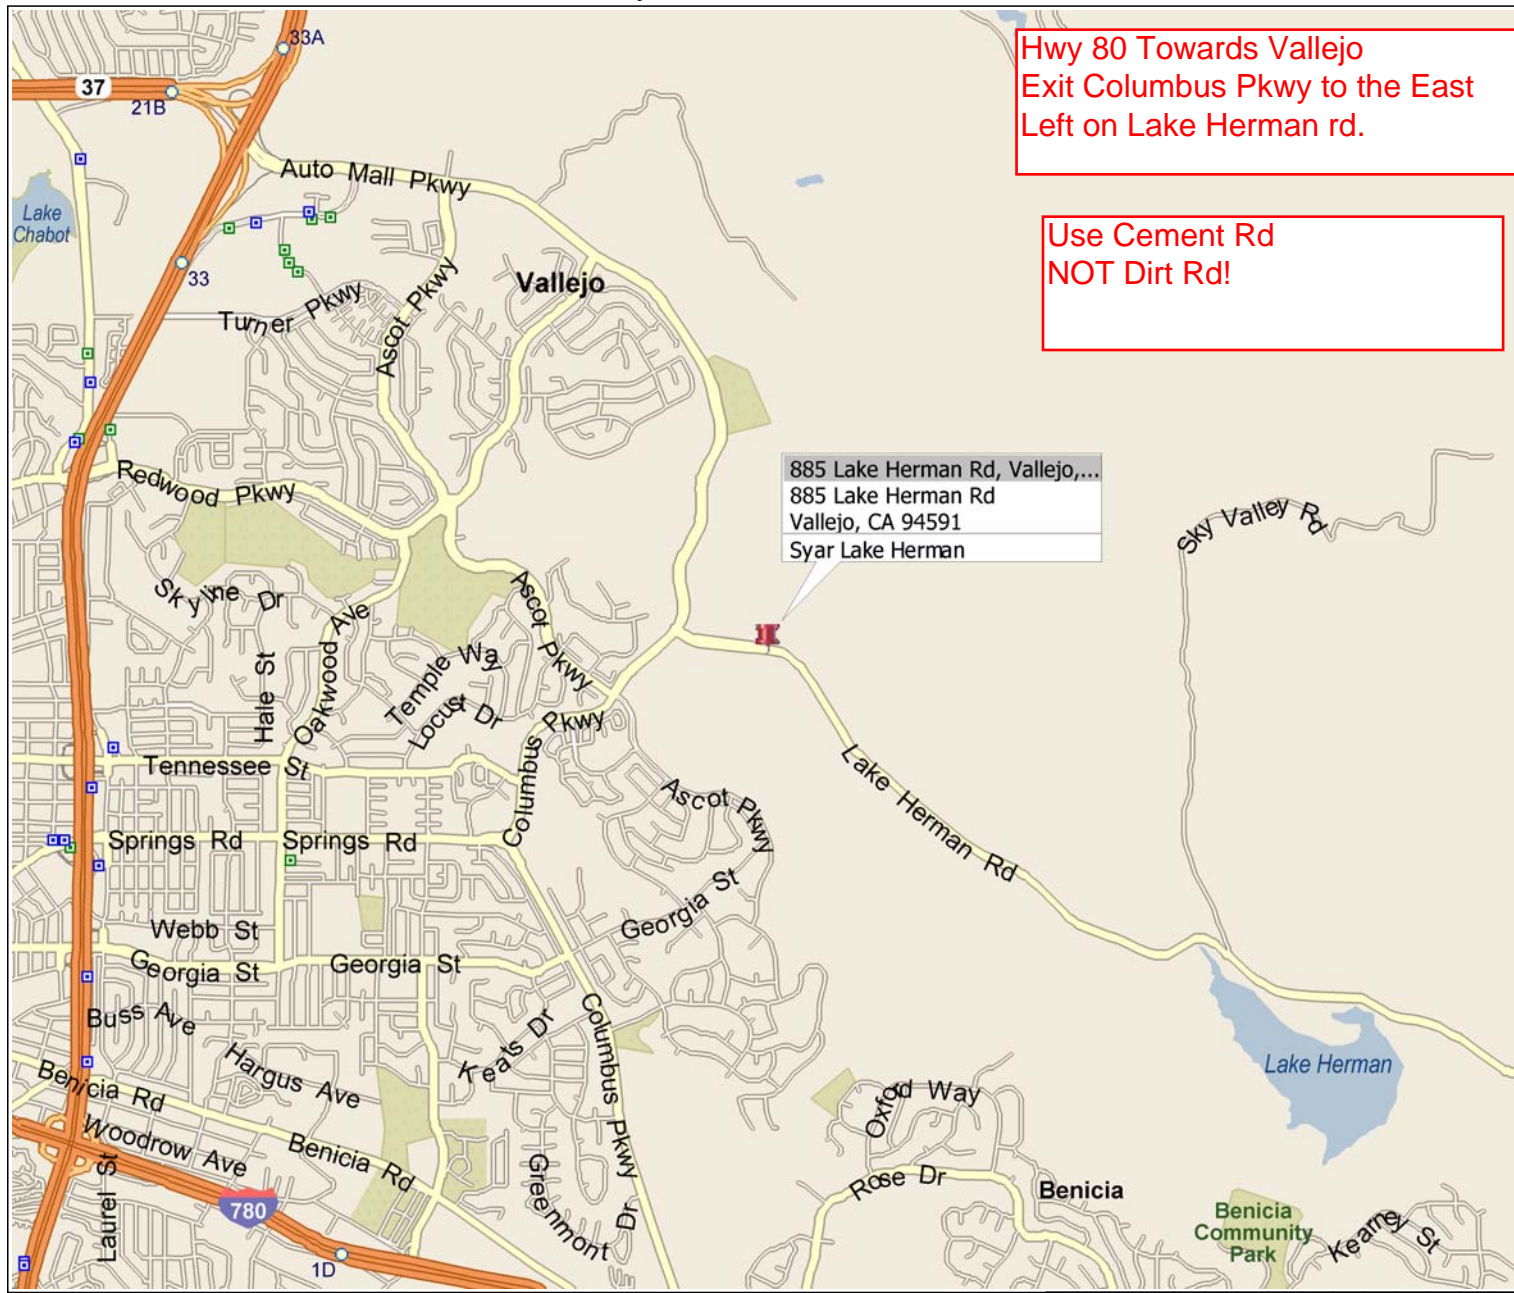 33A
37
21B
Hwy 80 Towards Vallejo
Exit Columbus Pkwy to the East
Left on Lake Herman rd.
Auto Mall Pkwy
Lake
Chabot
Use Cement Rd
NOT Dirt Rd!
33
Vallejo
Turner Pkwy
Ascot Pkwy
Redwood Pkwy
885 Lake Herman Rd, Vallejo,...
885 Lake Herman Rd
Vallejo, CA 94591
Syar Lake Herman
Sky Valley Rd
Skyline Dr
Ascot Pkwy
Hale St
Oakwood Ave
Temple Way
Locust Dr
Columbus Pkwy
Tennessee St
Lake Herman Rd
Ascot Pkwy
Springs Rd
Springs Rd
Georgia St
Webb St
Georgia St
Georgia St
Buss Ave
Keats Dr
Columbus Pkwy
Hargus Ave
Lake Herman
Benicia Rd
Oxford Way
Woodrow Ave
Benicia Rd
Laurel St
Greenmont Dr
Rose Dr
Benicia
780
Benicia
Community
Park
Kearney St
1D